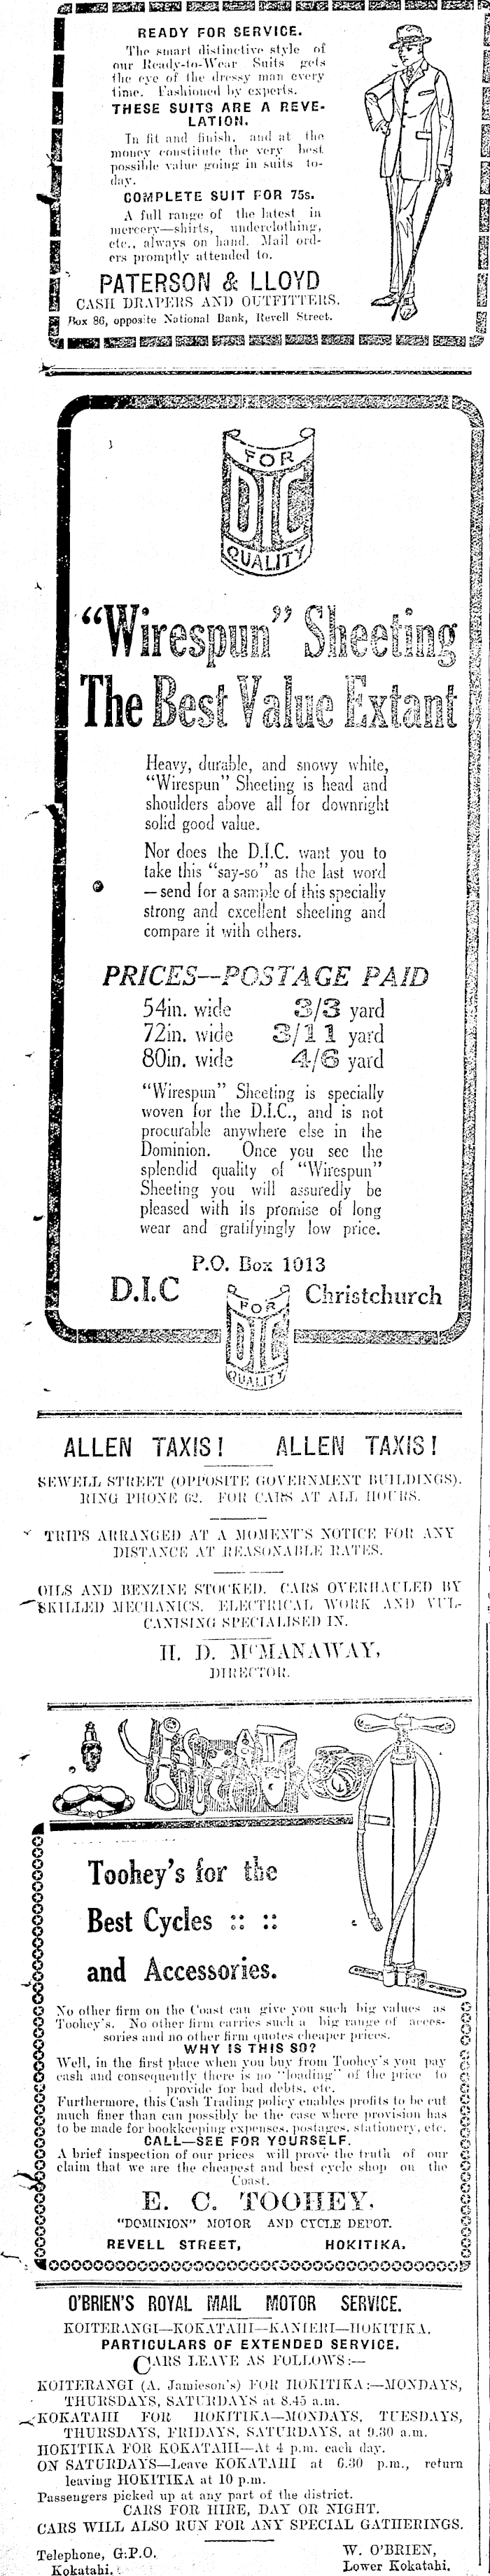 READY FOR SERVICE.
The smart distinctive style of
our Ready-to-Wear Suits gets
the eye of the dressy man every
time. Fashioned by experts.
THESE SUITS ARE A REVE-
LATION.
In fit and finish, and at the
money constitute the very best
possible value going in suits to-
day.
COMPLETE SUIT FOR 75s.
A full range of the latest in
mercery—shirts, underclothing,
etc., always on hand. Mail ord-
ers promptly attended to.
PATERSON & LLOYD
CASH DRAPERS AND OUTFITTERS.
Box 86, opposite National Bank, Revell Street.
FOR
DIC
QUALITY
"Wirespun" Sheeting
The Best Value Extant
Heavy, durable, and snowy white,
"Wirespun" Sheeting is head and
shoulders above all for downright
solid good value.
Nor does the D.I.C. want you to
take this "say-so" as the last word
—send for a sample of this specially
strong and excellent sheeting and
compare it with others.
PRICES—POSTAGE PAID
54in. wide 3/3 yard
72in. wide 3/11 yard
80in. wide 4/6 yard
"Wirespun" Sheeting is specially
woven for the D.I.C., and is not
procurable anywhere else in the
Dominion. Once you see the
splendid quality of "Wirespun"
Sheeting you will assuredly be
pleased with its promise of long
wear and gratifyingly low price.
P.O. Box 1013
D.I.C Christchurch
FOR
DIC
QUALITY
ALLEN TAXIS! ALLEN TAXIS!
SEWELL STREET (OPPOSITE GOVERNMENT BUILDINGS).
RING PHONE 62. FOR CARS AT ALL HOURS.
TRIPS ARRANGED AT A MOMENT'S NOTICE FOR ANY
DISTANCE AT REASONABLE RATES.
OILS AND BENZINE STOCKED. CARS OVERHAULED BY
SKILLED MECHANICS. ELECTRICAL WORK AND VUL-
CANISING SPECIALISED IN.
H. D. McMANAWAY,
DIRECTOR.
Toohey's for the
Best Cycles :: ::
and Accessories.
No other firm on the Coast can give you such big values as
Toohey's. No other firm carries such a big range of acces-
sories and no other firm quotes cheaper prices.
WHY IS THIS SO?
Well, in the first place when you buy from Toohey's you pay
cash and consequently there is no "loading" of the price to
provide for bad debts, etc.
Furthermore, this Cash Trading policy enables profits to be cut
much finer than can possibly be the case where provision has
to be made for bookkeeping expenses, postages, stationery, etc.
CALL—SEE FOR YOURSELF.
A brief inspection of our prices will prove the truth of our
claim that we are the cheapest and best cycle shop on the
Coast.
E. C. TOOHEY,
"DOMINION" MOTOR AND CYCLE DEPOT.
REVELL STREET, HOKITIKA.
O'BRIEN'S ROYAL MAIL MOTOR SERVICE.
KOITERANGI—KOKATAHI—KANIERI—HOKITIKA.
PARTICULARS OF EXTENDED SERVICE.
CARS LEAVE AS FOLLOWS:—
KOITERANGI (A. Jamieson's) FOR HOKITIKA:—MONDAYS,
THURSDAYS, SATURDAYS at 8.45 a.m.
KOKATAHI FOR HOKITIKA—MONDAYS, TUESDAYS,
THURSDAYS, FRIDAYS, SATURDAYS, at 9.30 a.m.
HOKITIKA FOR KOKATAHI—At 4 p.m. each day.
ON SATURDAYS—Leave KOKATAHI at 6.30 p.m., return
leaving HOKITIKA at 10 p.m.
Passengers picked up at any part of the district.
CARS FOR HIRE, DAY OR NIGHT.
CARS WILL ALSO RUN FOR ANY SPECIAL GATHERINGS.
Telephone, G.P.O. W. O'BRIEN,
Kokatahi. Lower Kokatahi.